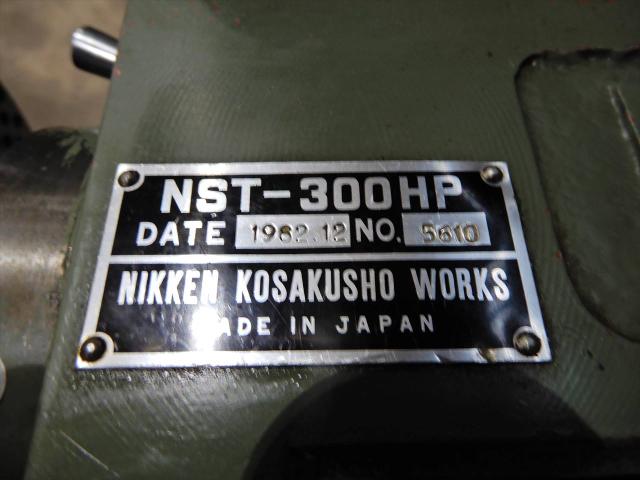 NST-300HP
DATE 1982.12 NO. 5610
NIKKEN KOSAKUSHO WORKS
MADE IN JAPAN